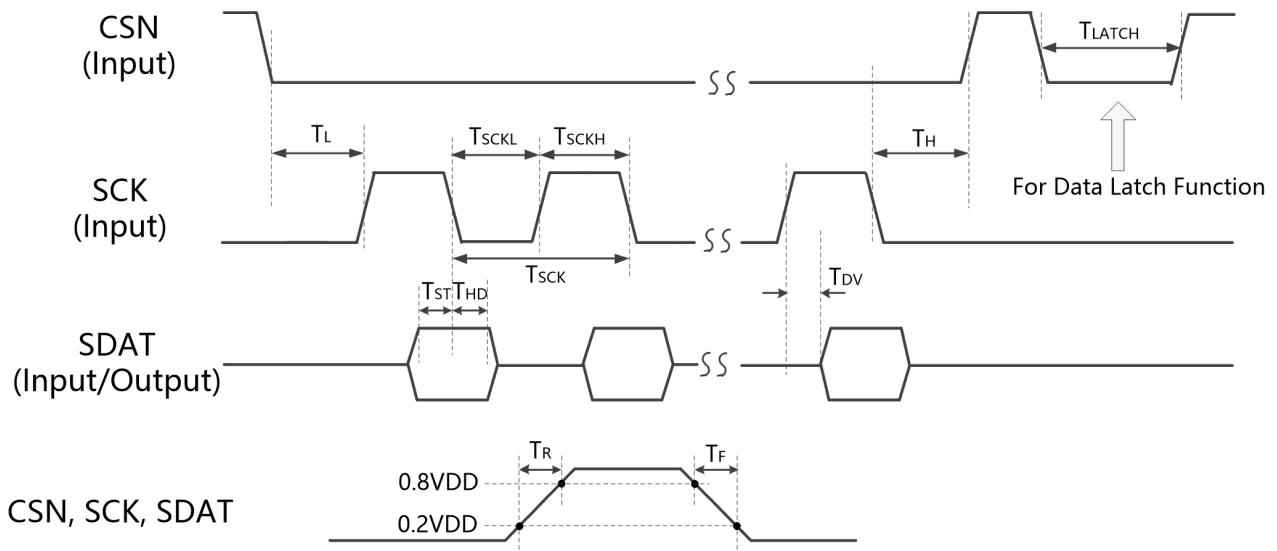 CSN
(Input)
TLATCH
TL
TSCKL
TSCKH
TH
For Data Latch Function
SCK
(Input)
TSCK
TDV
TST
THD
SDAT
(Input/Output)
TR
TF
0.8VDD
CSN, SCK, SDAT
0.2VDD